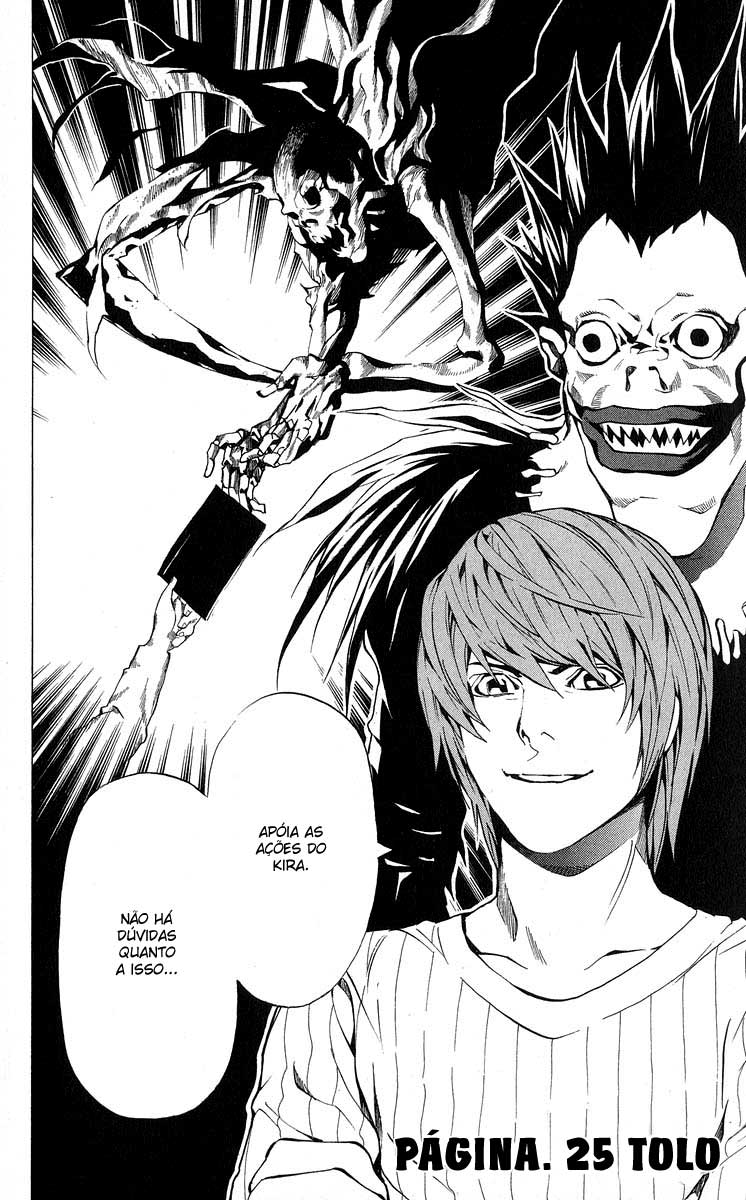 APÓIA AS
AÇÕES DO
KIRA.
NÃO HÁ
DÚVIDAS
QUANTO
A ISSO...
PÁGINA. 25 TOLO